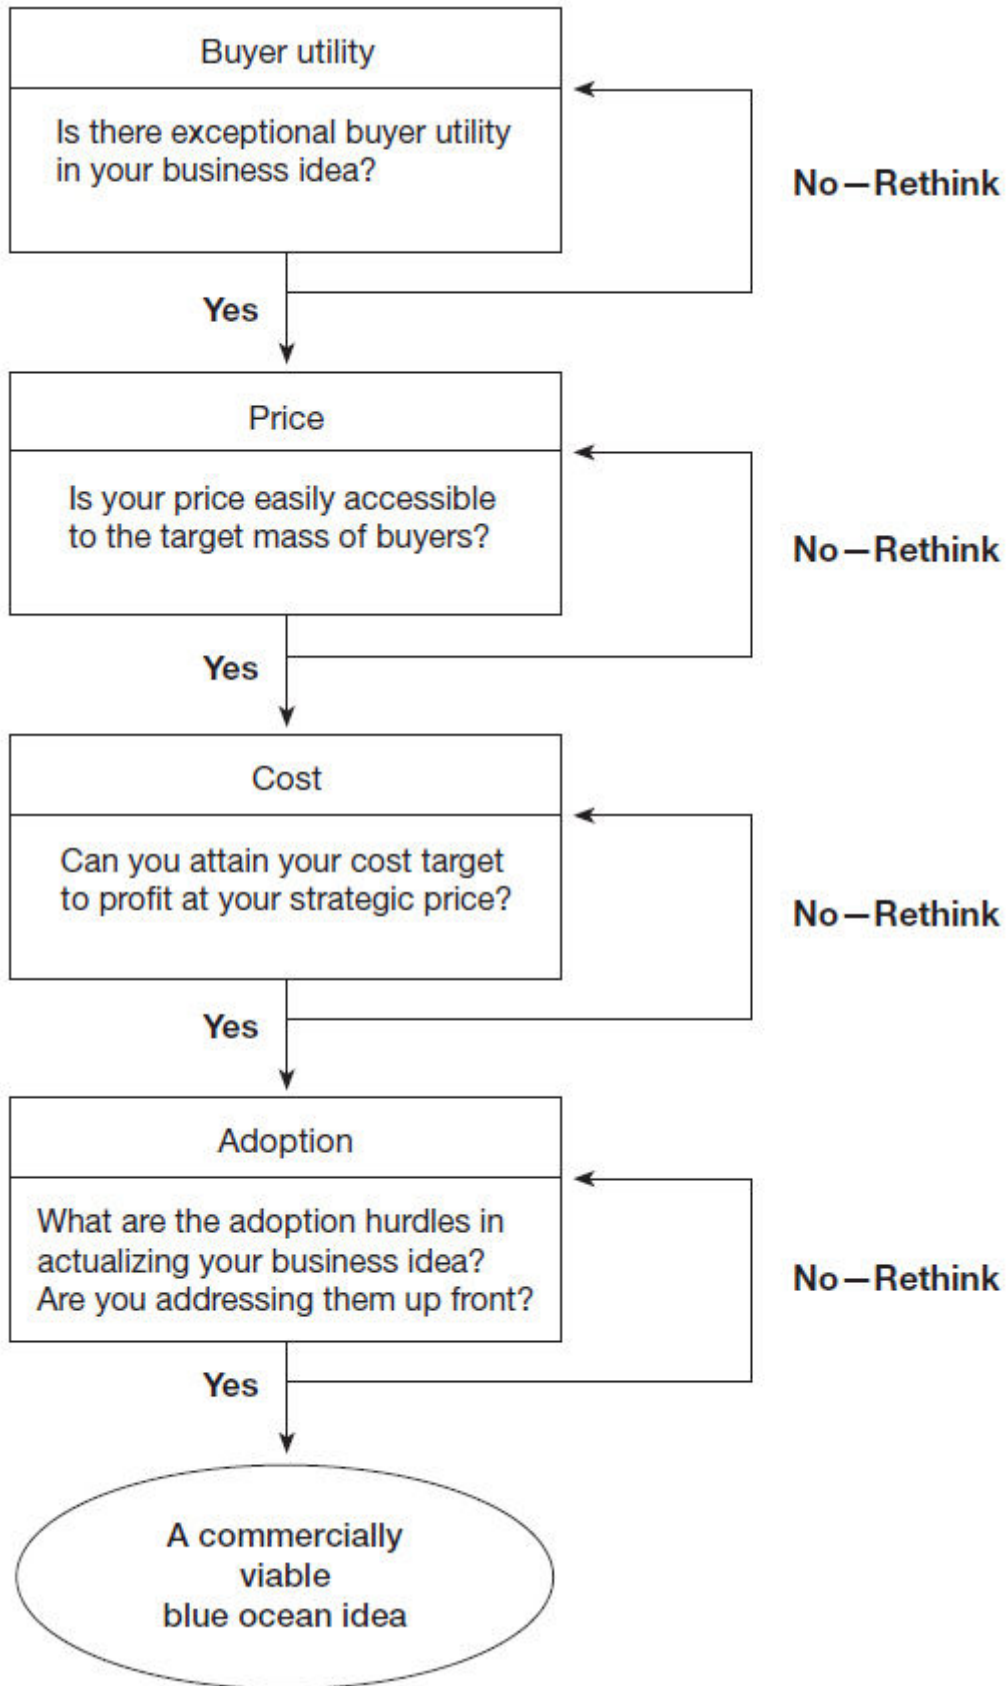 Buyer utility
Is there exceptional buyer utility
in your business idea?
No—Rethink
Yes
Price
Is your price easily accessible
to the target mass of buyers?
No—Rethink
Yes
Cost
Can you attain your cost target
to profit at your strategic price?
No—Rethink
Yes
Adoption
What are the adoption hurdles in
actualizing your business idea?
Are you addressing them up front?
No—Rethink
Yes
A commercially
viable
blue ocean idea